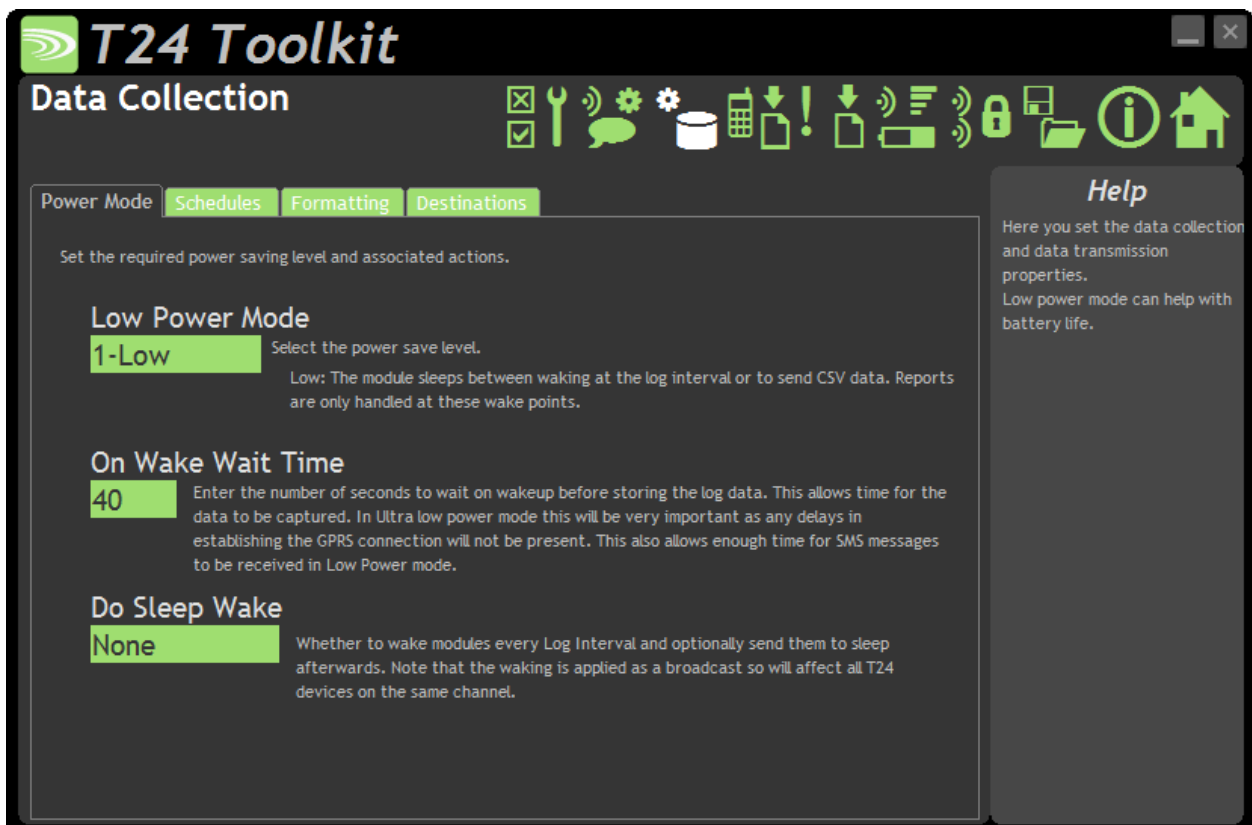 T24 Toolkit
Data Collection
Power Mode
Schedules
Formatting
Destinations
Set the required power saving level and associated actions.
Low Power Mode
1-Low
Select the power save level.
Low: The module sleeps between waking at the log interval or to send CSV data. Reports
are only handled at these wake points.
On Wake Wait Time
40
Enter the number of seconds to wait on wakeup before storing the log data. This allows time for the
data to be captured. In Ultra low power mode this will be very important as any delays in
establishing the GPRS connection will not be present. This also allows enough time for SMS messages
to be received in Low Power mode.
Do Sleep Wake
None
Whether to wake modules every Log Interval and optionally send them to sleep
afterwards. Note that the waking is applied as a broadcast so will affect all T24
devices on the same channel.
Help
Here you set the data collection
and data transmission
properties.
Low power mode can help with
battery life.